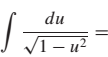 ∫ du / √(1 − u²) =